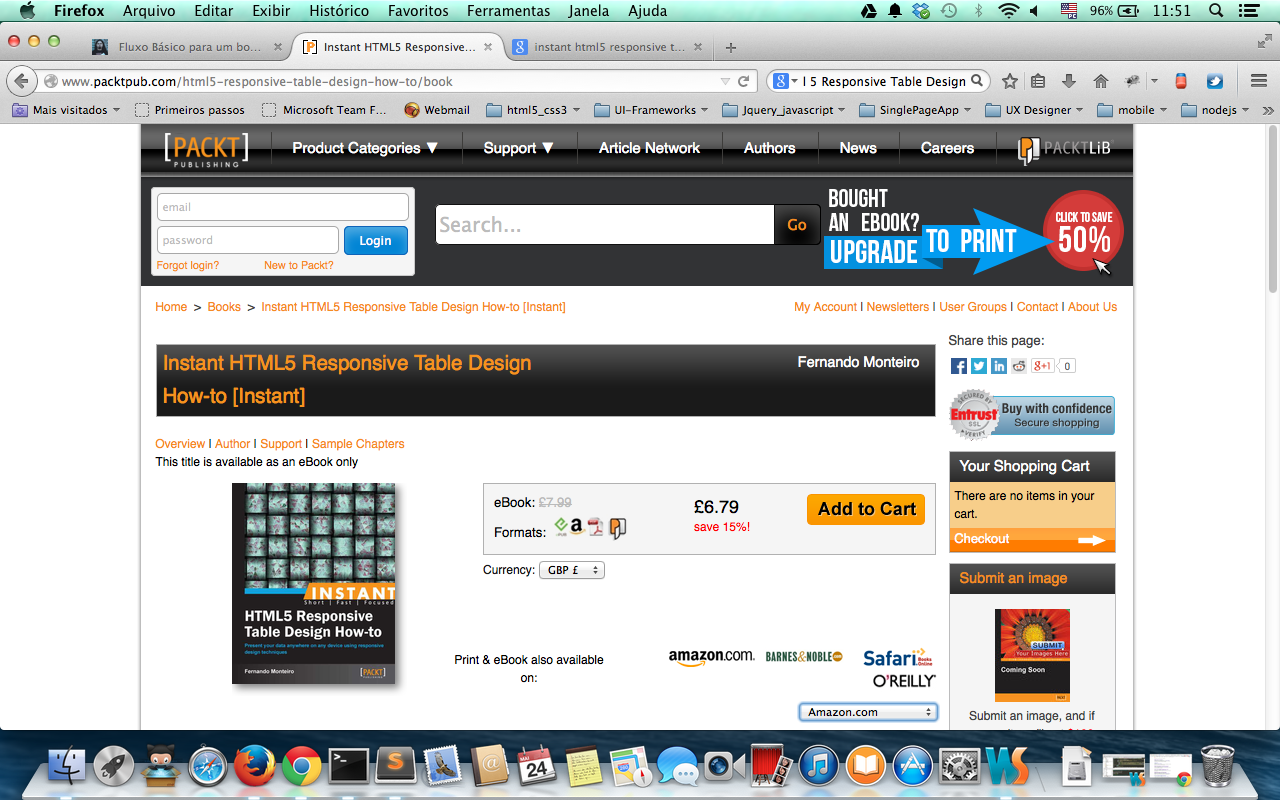 Firefox Arquivo Editar Exibir Histórico Favoritos Ferramentas Janela Ajuda 96% 11:51
Fluxo Básico para um bo... Instant HTML5 Responsive... instant html5 responsive t...
www.packtpub.com/html5-responsive-table-design-how-to/book l 5 Responsive Table Design
Mais visitados Primeiros passos Microsoft Team F... Webmail html5_css3 UI-Frameworks Jquery_javascript SinglePageApp UX Designer mobile nodejs
[PACKT]
PUBLISHING
Product Categories ▼ Support ▼ Article Network Authors News Careers PACKTLiB
email
password
Login
Forgot login? New to Packt?
Search...
Go
BOUGHT
AN EBOOK?
UPGRADE
TO PRINT
CLICK TO SAVE
50%
Home > Books > Instant HTML5 Responsive Table Design How-to [Instant]
My Account I Newsletters I User Groups I Contact I About Us
Instant HTML5 Responsive Table Design
How-to [Instant]
Fernando Monteiro
Overview I Author I Support I Sample Chapters
This title is available as an eBook only
INSTANT
Short | Fast | Focused
HTML5 Responsive
Table Design How-to
Present your data anywhere on any device using responsive
design techniques
Fernando Monteiro
[PACKT]
eBook: £7.99
£6.79
save 15%!
Add to Cart
Formats:
Currency: GBP £
Print & eBook also available
on:
amazon.com. BARNES&NOBLE Safari
Books Online
O'REILLY
Amazon.com
Share this page:
g+1 0
SECURED BY
Entrust
SSL
VERIFY
Buy with confidence
Secure shopping
Your Shopping Cart
There are no items in your
cart.
Checkout
Submit an image
SUBMIT
Your Images Here
Coming Soon
Submit an image, and if
MAI
24